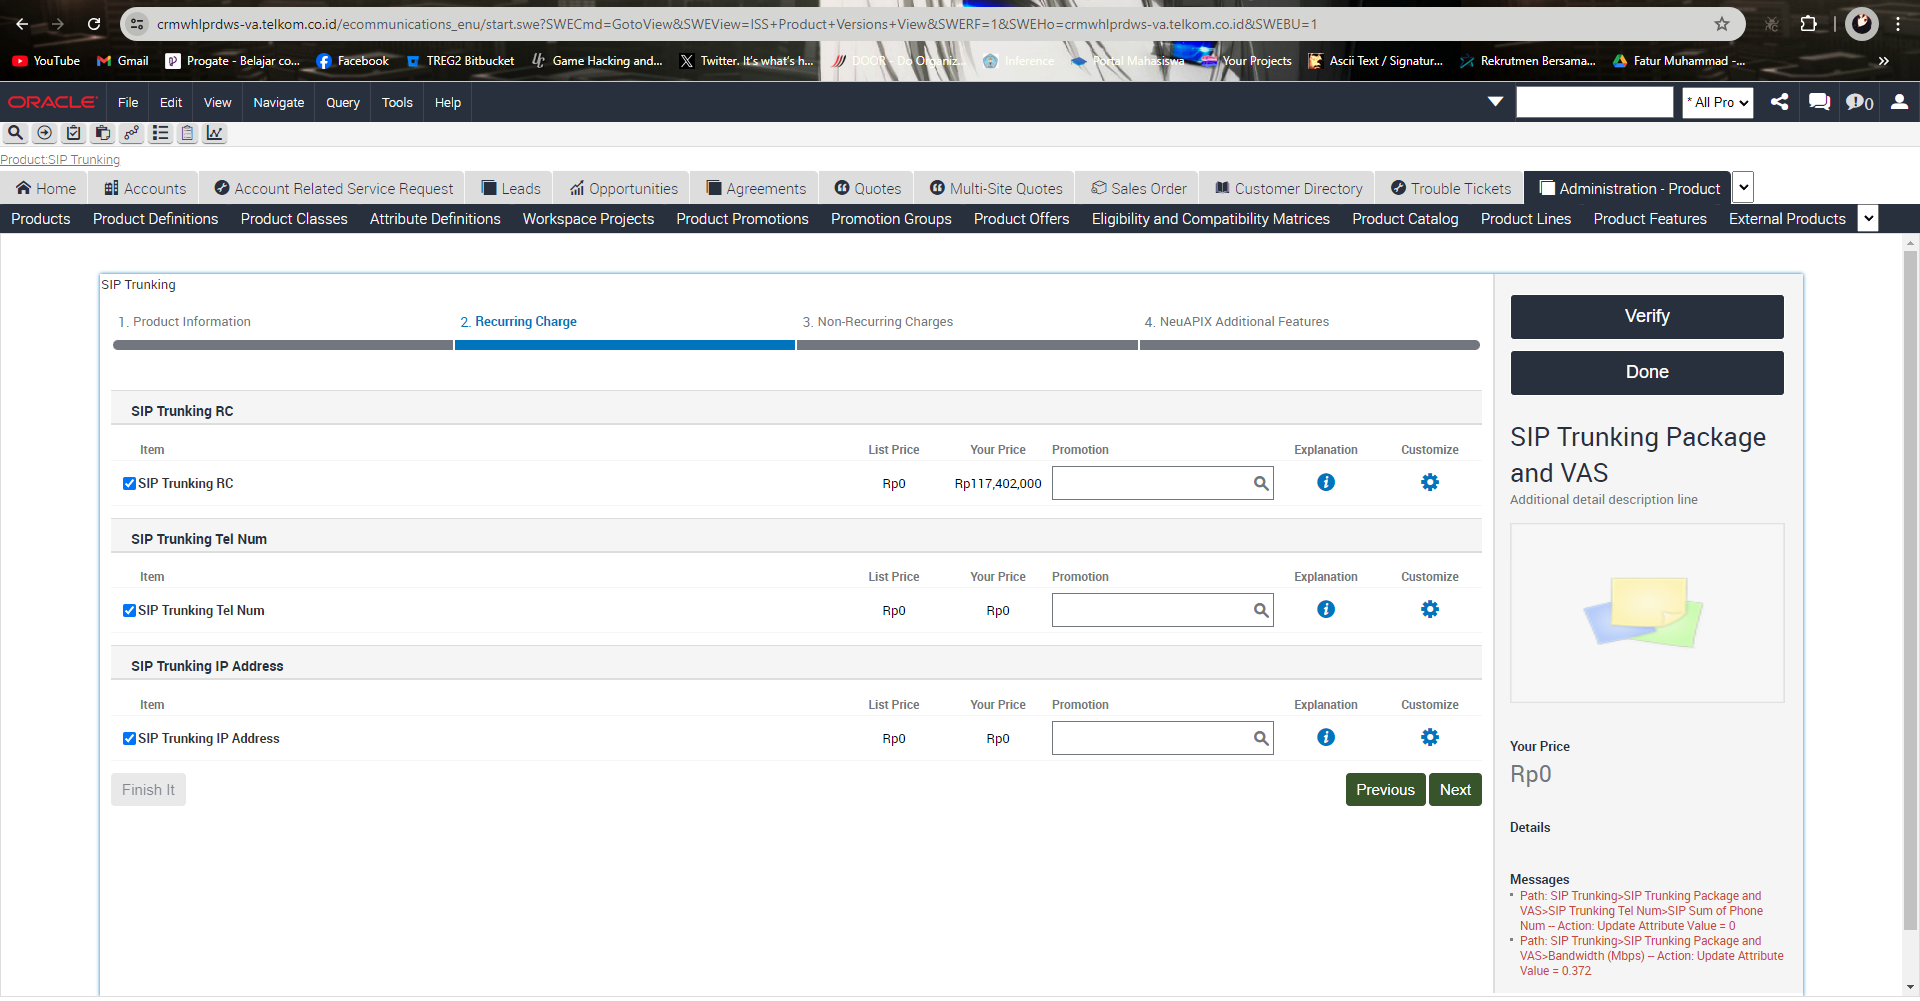 crmwhlprdws-va.telkom.co.id/ecommunications_enu/start.swe?SWECmd=GotoView&SWEView=ISS+Product+Versions+View&SWERF=1&SWEHo=crmwhlprdws-va.telkom.co.id&SWEBU=1
YouTube Gmail Progate - Belajar co... Facebook TREG2 Bitbucket Game Hacking and... Twitter. It's what's h... DOOR - Do Organiz... Inference Portal Mahasiswa Your Projects Ascii Text / Signatur... Rekrutmen Bersama... Fatur Muhammad -... »
ORACLE File Edit View Navigate Query Tools Help * All Pro 0
Product:SIP Trunking
Home Accounts Account Related Service Request Leads Opportunities Agreements Quotes Multi-Site Quotes Sales Order Customer Directory Trouble Tickets Administration - Product
Products Product Definitions Product Classes Attribute Definitions Workspace Projects Product Promotions Promotion Groups Product Offers Eligibility and Compatibility Matrices Product Catalog Product Lines Product Features External Products
SIP Trunking
1. Product Information 2. Recurring Charge 3. Non-Recurring Charges 4. NeuAPIX Additional Features
SIP Trunking RC
Item List Price Your Price Promotion Explanation Customize
SIP Trunking RC Rp0 Rp117,402,000
SIP Trunking Tel Num
Item List Price Your Price Promotion Explanation Customize
SIP Trunking Tel Num Rp0 Rp0
SIP Trunking IP Address
Item List Price Your Price Promotion Explanation Customize
SIP Trunking IP Address Rp0 Rp0
Finish It Previous Next
Verify
Done
SIP Trunking Package
and VAS
Additional detail description line
Your Price
Rp0
Details
Messages
Path: SIP Trunking>SIP Trunking Package and
VAS>SIP Trunking Tel Num>SIP Sum of Phone
Num -- Action: Update Attribute Value = 0
Path: SIP Trunking>SIP Trunking Package and
VAS>Bandwidth (Mbps) -- Action: Update Attribute
Value = 0.372